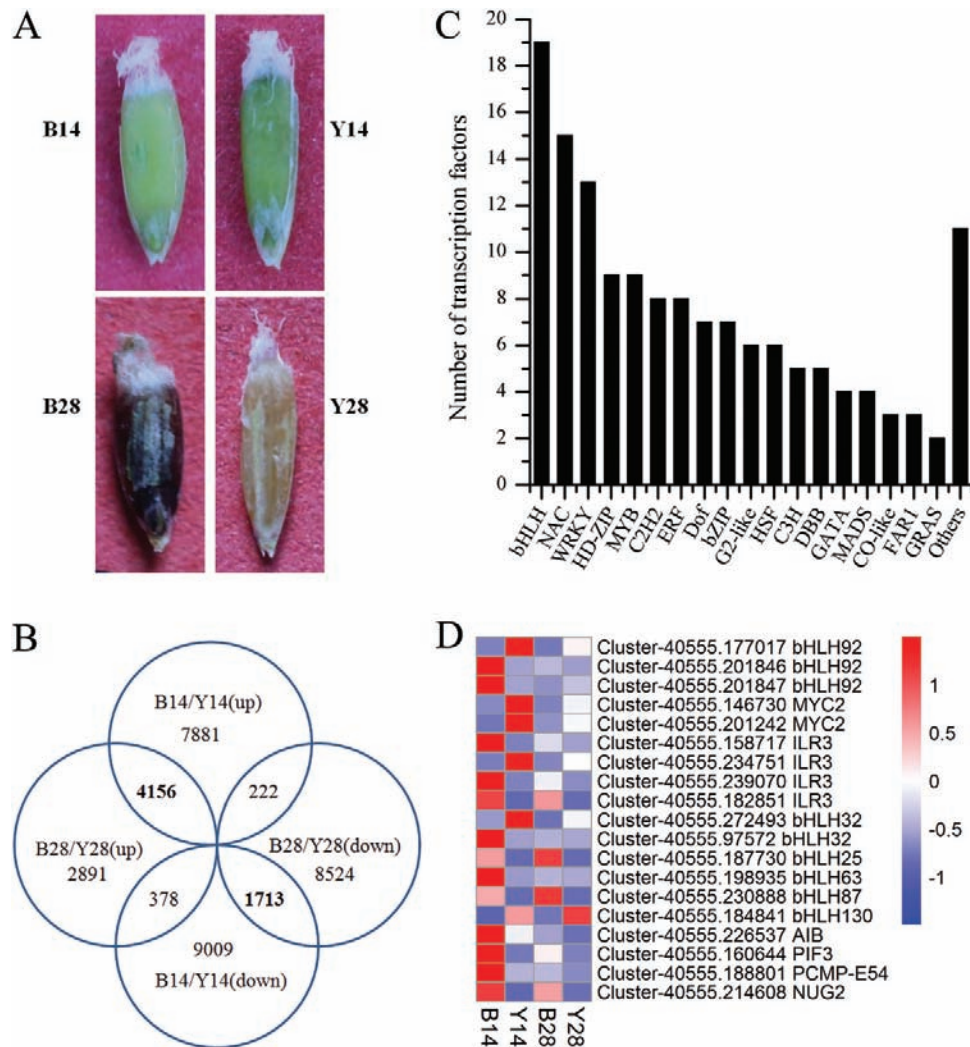 A
B14
Y14
B28
Y28
B
B14/Y14(up)
7881
4156
222
B28/Y28(up)
2891
B28/Y28(down)
8524
378
1713
9009
B14/Y14(down)
C
Number of transcription factors
20
18
16
14
12
10
8
6
4
2
0
bHLH
NAC
WRKY
HD-ZIP
MYB
C2H2
ERF
Dof
bZIP
G2-like
HSF
C3H
DBB
GATA
MADS
CO-like
FAR1
GRAS
Others
D
Cluster-40555.177017 bHLH92
Cluster-40555.201846 bHLH92
Cluster-40555.201847 bHLH92
Cluster-40555.146730 MYC2
Cluster-40555.201242 MYC2
Cluster-40555.158717 ILR3
Cluster-40555.234751 ILR3
Cluster-40555.239070 ILR3
Cluster-40555.182851 ILR3
Cluster-40555.272493 bHLH32
Cluster-40555.97572 bHLH32
Cluster-40555.187730 bHLH25
Cluster-40555.198935 bHLH63
Cluster-40555.230888 bHLH87
Cluster-40555.184841 bHLH130
Cluster-40555.226537 AIB
Cluster-40555.160644 PIF3
Cluster-40555.188801 PCMP-E54
Cluster-40555.214608 NUG2
B14
Y14
B28
Y28
1
0.5
0
-0.5
-1